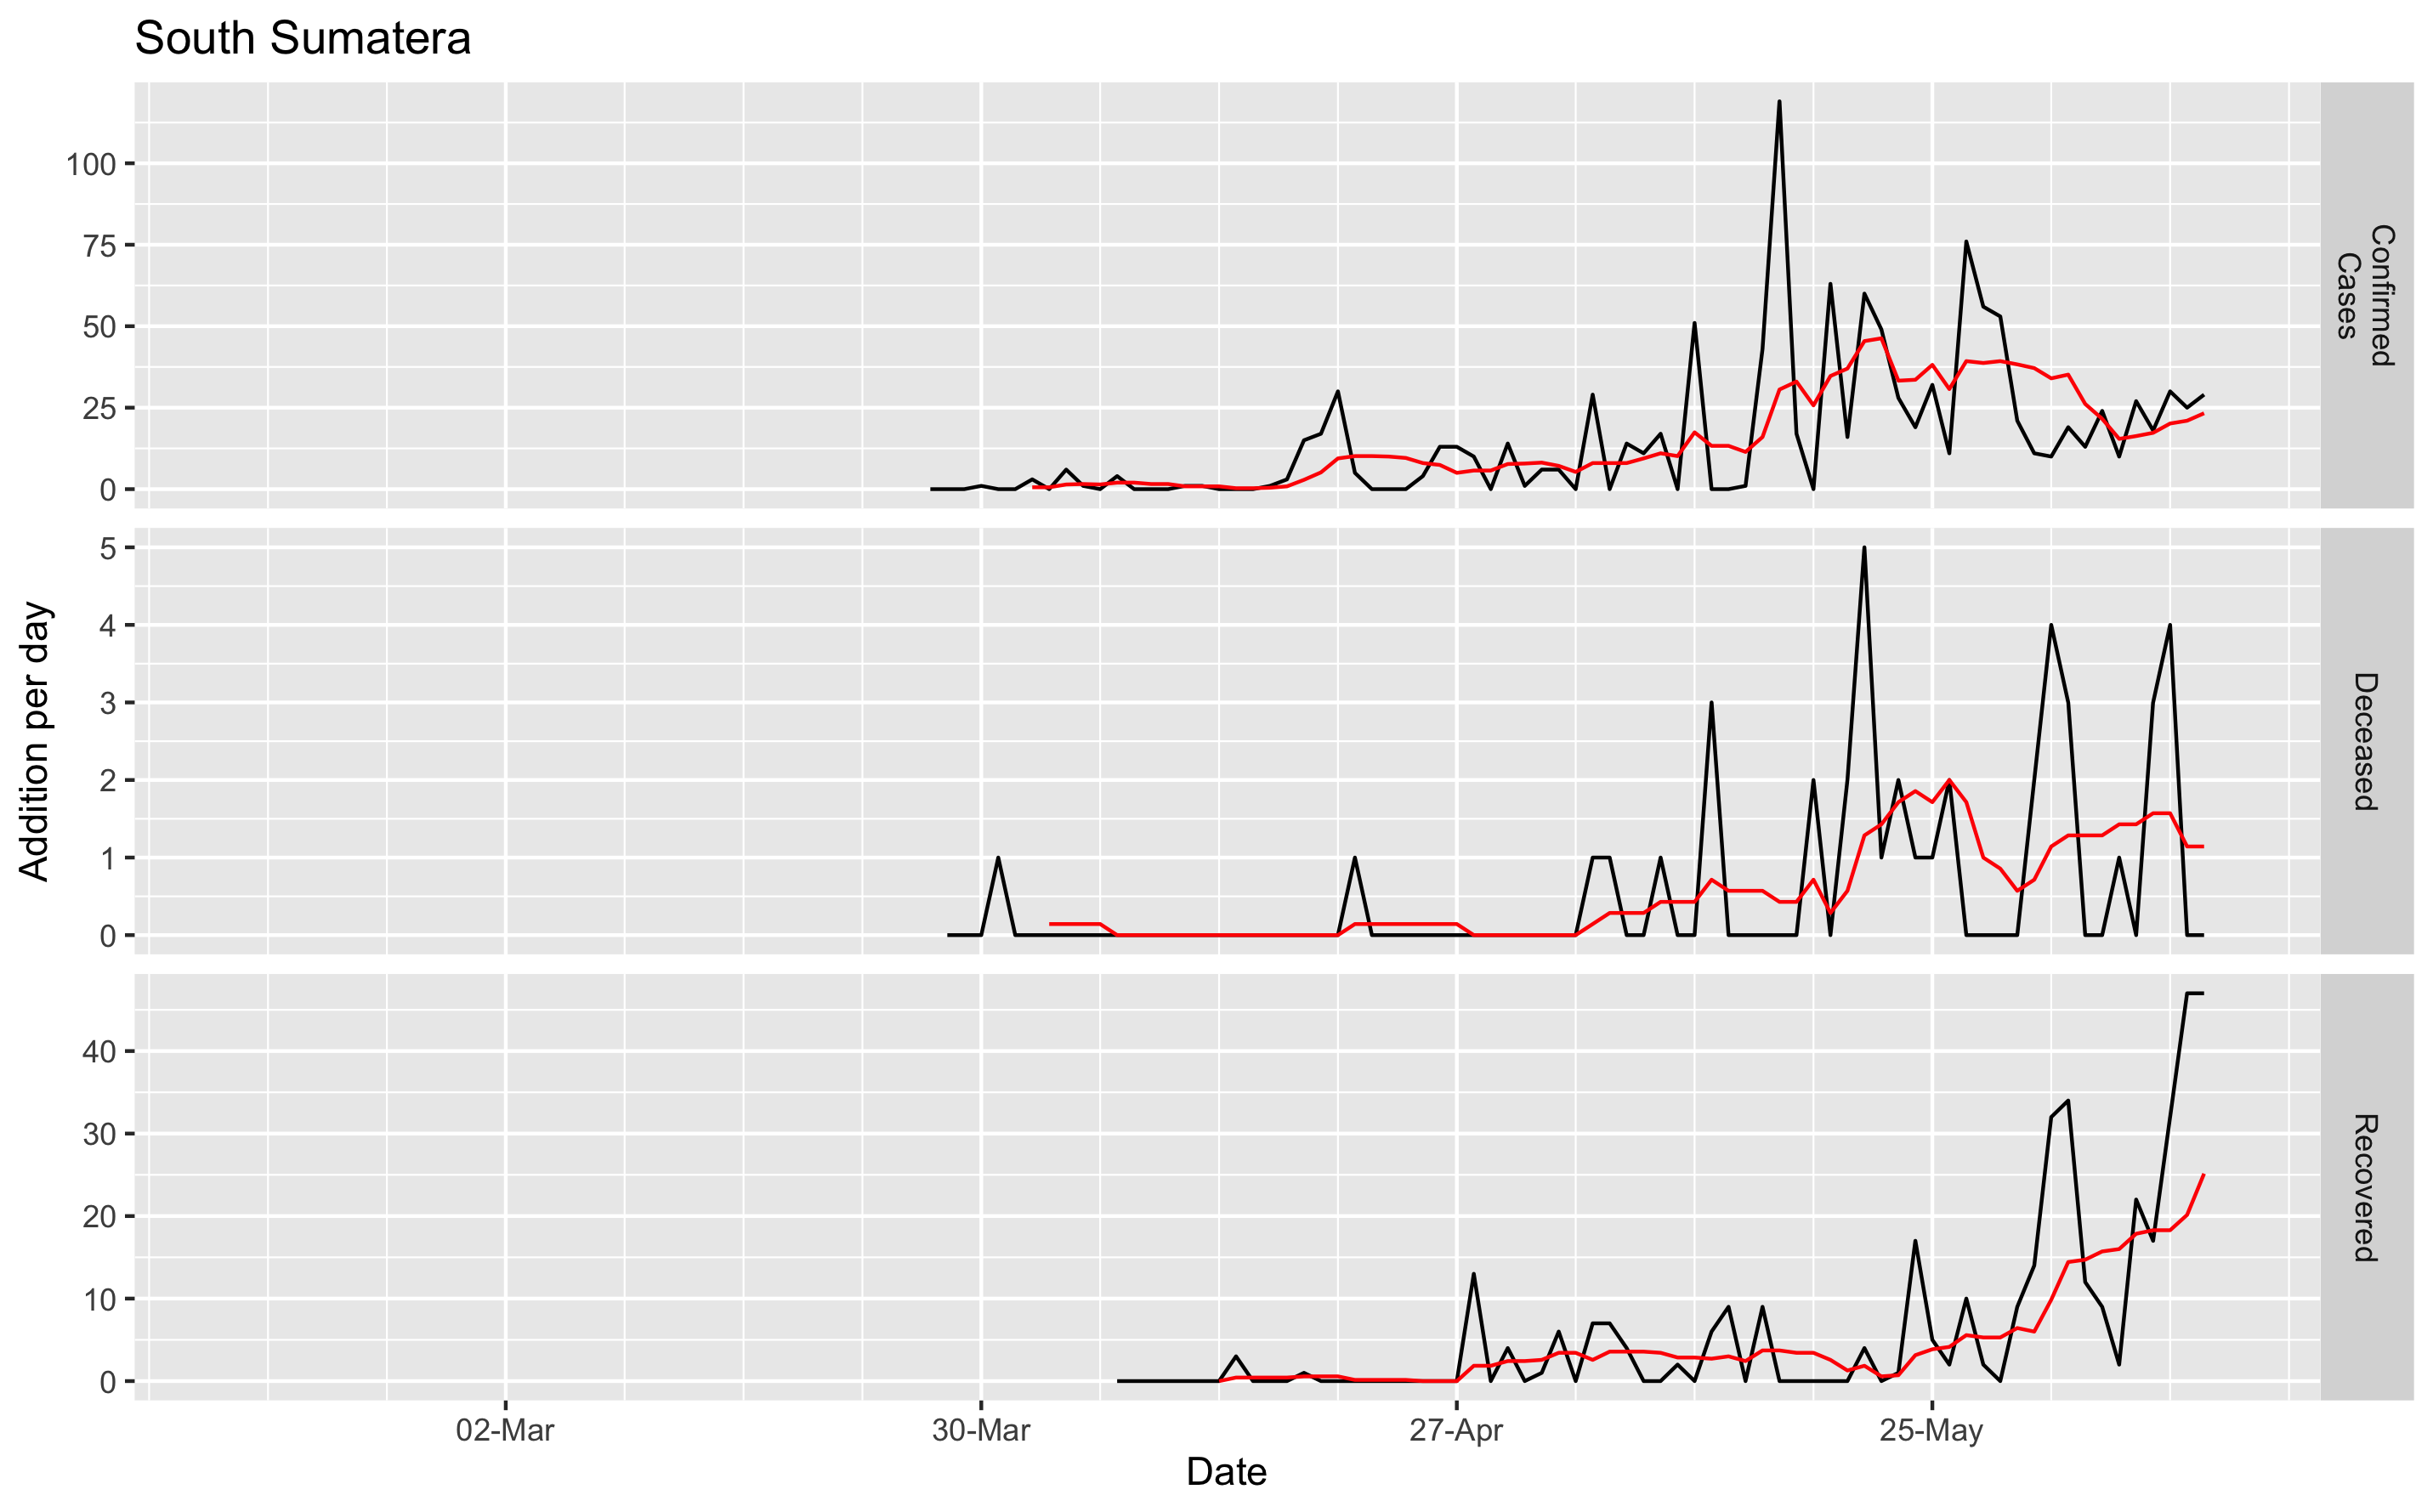 South Sumatera
Addition per day
100
75
50
25
0
Confirmed
Cases
5
4
3
2
1
0
Deceased
40
30
20
10
0
Recovered
02-Mar
30-Mar
27-Apr
25-May
Date